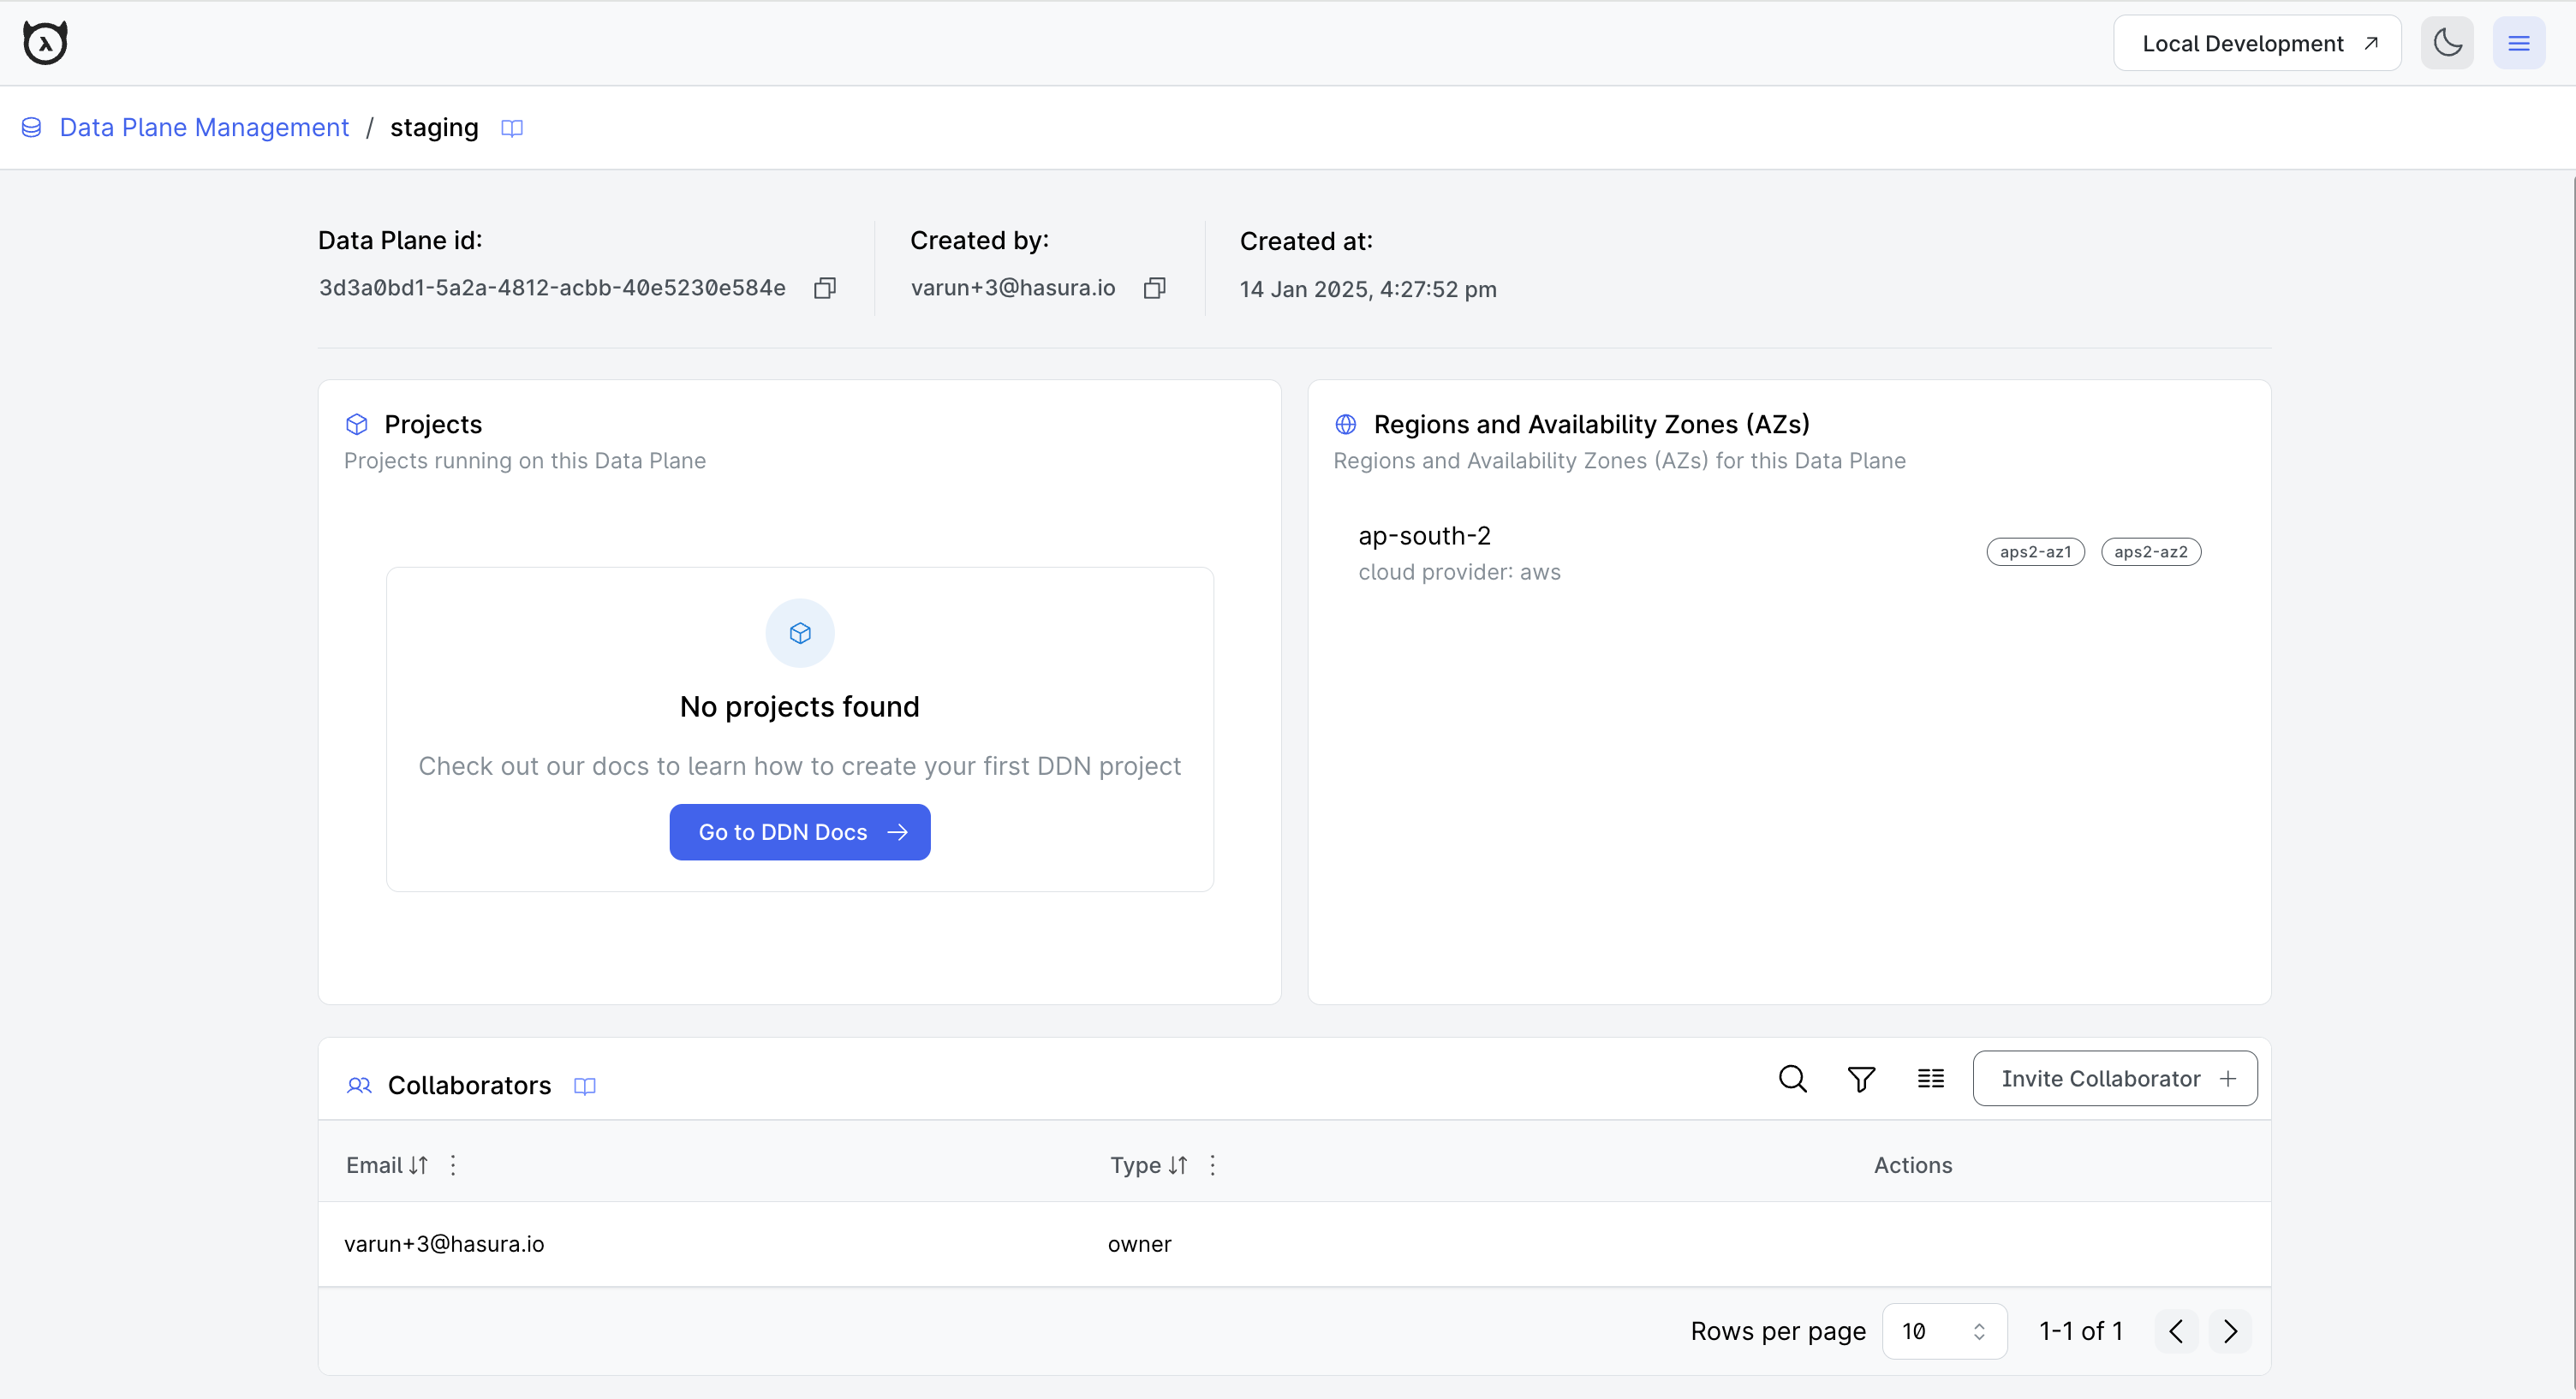 Local Development
Data Plane Management / staging
Data Plane id:
3d3a0bd1-5a2a-4812-acbb-40e5230e584e
Created by:
varun+3@hasura.io
Created at:
14 Jan 2025, 4:27:52 pm
Projects
Projects running on this Data Plane
No projects found
Check out our docs to learn how to create your first DDN project
Go to DDN Docs
Regions and Availability Zones (AZs)
Regions and Availability Zones (AZs) for this Data Plane
ap-south-2
cloud provider: aws
aps2-az1 aps2-az2
Collaborators
Invite Collaborator
Email Type Actions
varun+3@hasura.io owner
Rows per page 10 1-1 of 1